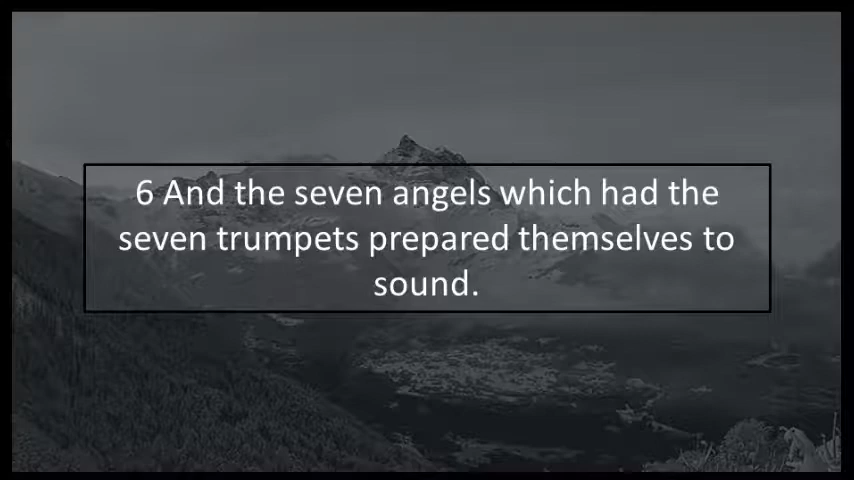 6 And the seven angels which had the
seven trumpets prepared themselves to
sound.